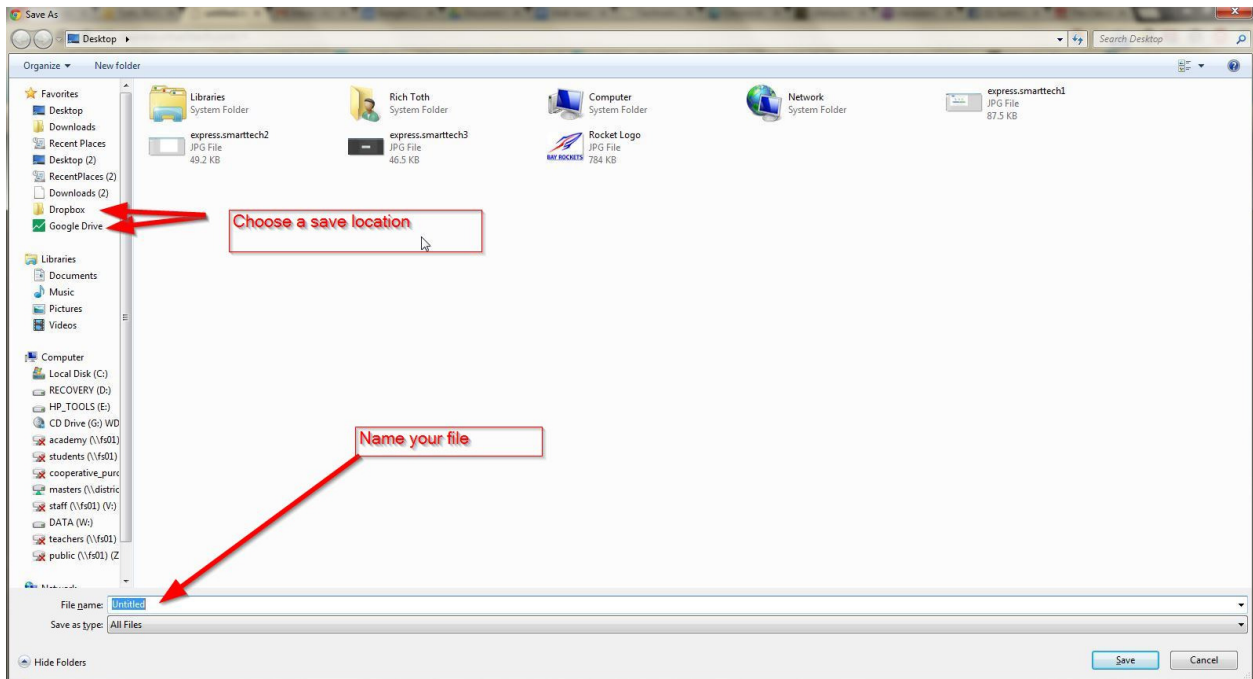 Save As
Desktop
Search Desktop
Organize
New folder
Favorites
Desktop
Downloads
Recent Places
Desktop (2)
RecentPlaces (2)
Downloads (2)
Dropbox
Google Drive
Libraries
Documents
Music
Pictures
Videos
Computer
Local Disk (C:)
RECOVERY (D:)
HP_TOOLS (E:)
CD Drive (G:) WD
academy (\\fs01)
students (\\fs01)
cooperative_purc
masters (\\distric
staff (\\fs01) (V:)
DATA (W:)
teachers (\\fs01)
public (\\fs01) (Z
Libraries
System Folder
Rich Toth
System Folder
Computer
System Folder
Network
System Folder
express.smarttech1
JPG File
87.5 KB
express.smarttech2
JPG File
49.2 KB
express.smarttech3
JPG File
46.5 KB
BAY ROCKETS
Rocket Logo
JPG File
784 KB
Choose a save location
Name your file
File name: Untitled
Save as type: All Files
Hide Folders
Save
Cancel